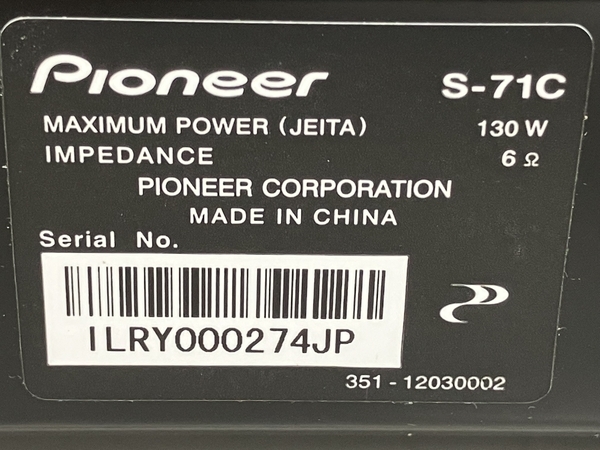 Pioneer S-71C
MAXIMUM POWER (JEITA) 130 W
IMPEDANCE 6 Ω
PIONEER CORPORATION
MADE IN CHINA
Serial No.
ILRY000274JP
351 - 12030002